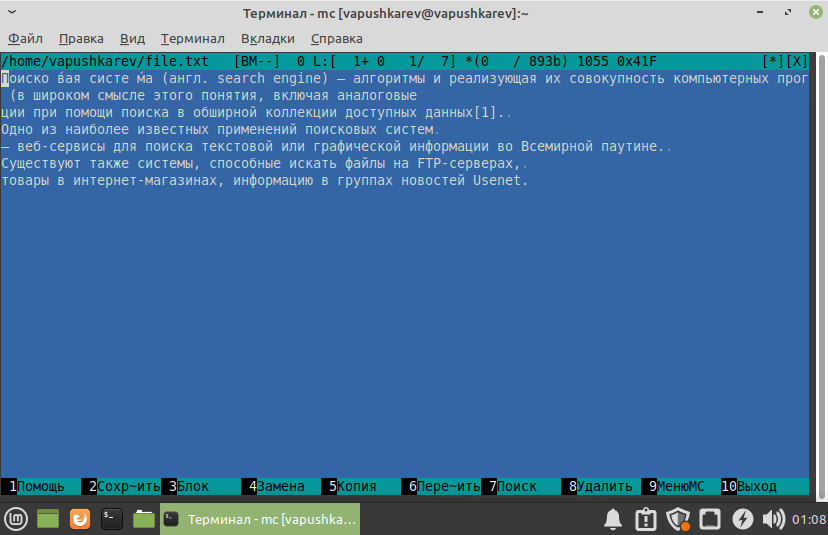 Терминал - mc [vapushkarev@vapushkarev]:~
Файл Правка Вид Терминал Вкладки Справка
/home/vapushkarev/file.txt [BM--] 0 L:[ 1+ 0 1/ 7] *(0 / 893b) 1055 0x41F [*][X]
Поиско́вая систе́ма (англ. search engine) — алгоритмы и реализующая их совокупность компьютерных прог
(в широком смысле этого понятия, включая аналоговые
ции при помощи поиска в обширной коллекции доступных данных[1]..
Одно из наиболее известных применений поисковых систем.
— веб-сервисы для поиска текстовой или графической информации во Всемирной паутине..
Существуют также системы, способные искать файлы на FTP-серверах,.
товары в интернет-магазинах, информацию в группах новостей Usenet.
1Помощь 2Сохр~ить 3Блок 4Замена 5Копия 6Пере~ить 7Поиск 8Удалить 9МенюMC 10Выход
Терминал - mc [vapushka...
01:08